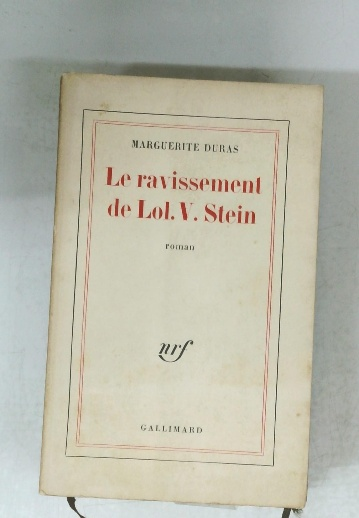 MARGUERITE DURAS
Le ravissement
de Lol. V. Stein
roman
nrf
GALLIMARD